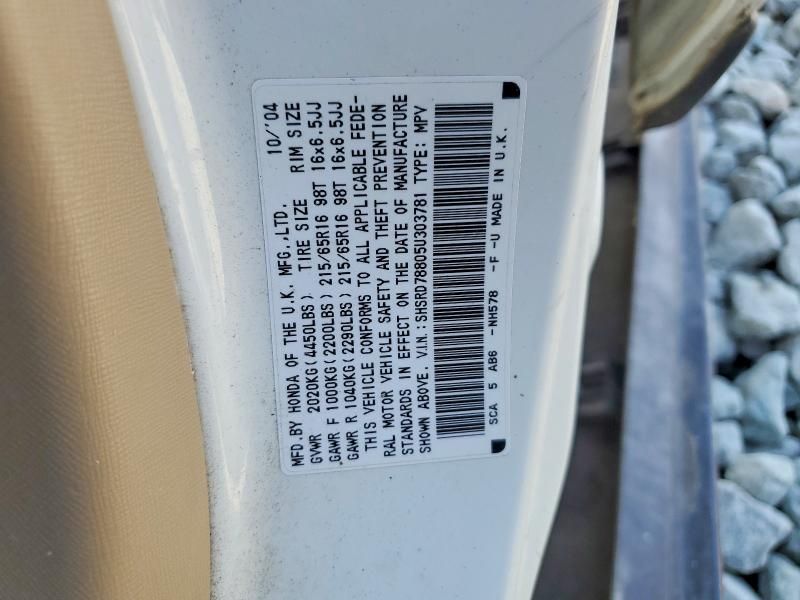 MFD.BY HONDA OF THE U.K. MFG.,LTD. 10/'04
GVWR 2020KG(4450LBS) TIRE SIZE RIM SIZE
GAWR F 1000KG(2200LBS) 215/65R16 98T 16x6.5JJ
GAWR R 1040KG(2290LBS) 215/65R16 98T 16x6.5JJ
THIS VEHICLE CONFORMS TO ALL APPLICABLE FEDE-
RAL MOTOR VEHICLE SAFETY AND THEFT PREVENTION
STANDARDS IN EFFECT ON THE DATE OF MANUFACTURE
SHOWN ABOVE. V.I.N.:SHSRD78805U303781 TYPE: MPV
SCA 5 AB6 -NH578 -F -U MADE IN U.K.